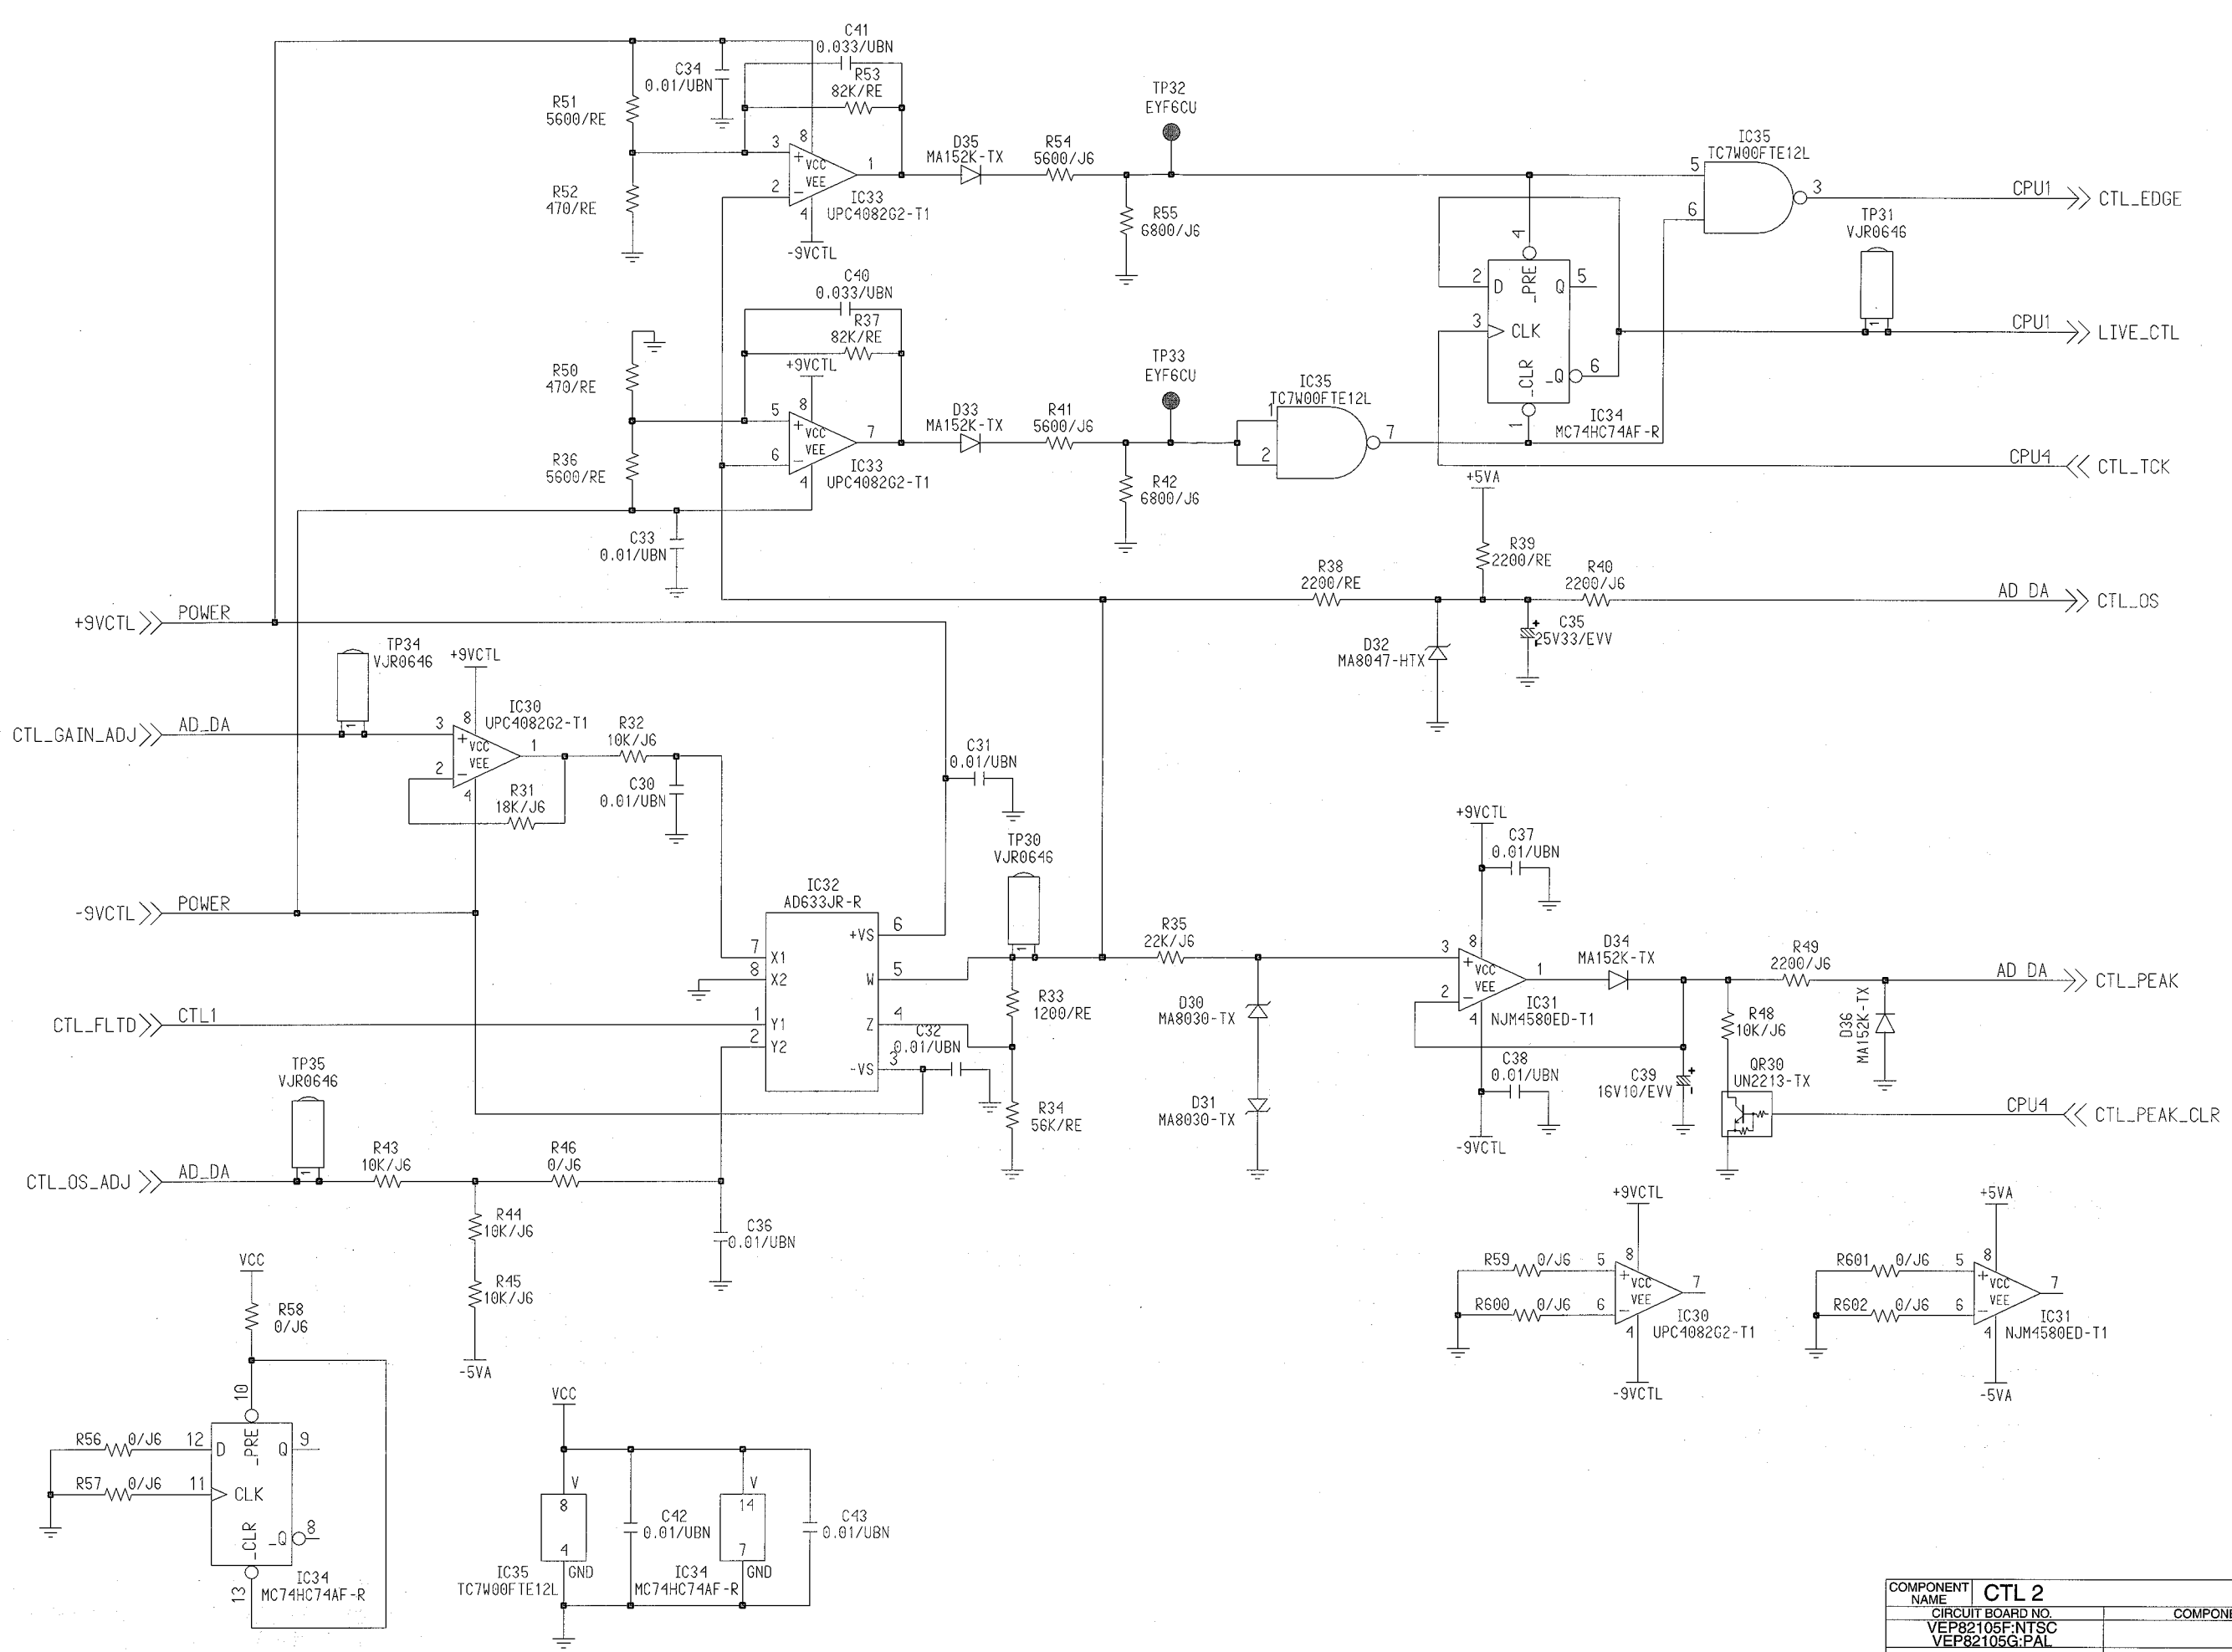 C41
0.033/UBN
C34
0.01/UBN
R53
82K/RE
R51
5600/RE
TP32
EYF6CU
3
8
+
VCC
VEE
-
1
2
4
IC33
UPC4082G2-T1
-9VCTL
D35
MA152K-TX
R54
5600/J6
R52
470/RE
R55
6800/J6
IC35
TC7W00FTE12L
5
6
3
CPU1
CTL_EDGE
TP31
VJR0646
1
C40
0.033/UBN
R37
82K/RE
+9VCTL
4
2
D
_PRE
Q
5
3
CLK
_CLR
_Q
6
1
IC34
MC74HC74AF-R
CPU1
LIVE_CTL
R50
470/RE
TP33
EYF6CU
5
8
+
VCC
VEE
-
7
6
4
IC33
UPC4082G2-T1
D33
MA152K-TX
R41
5600/J6
IC35
TC7W00FTE12L
1
2
7
R36
5600/RE
R42
6800/J6
CPU4
CTL_TCK
+5VA
C33
0.01/UBN
R39
2200/RE
R38
2200/RE
R40
2200/J6
AD DA
CTL_OS
C35
25V33/EVV
+
-
D32
MA8047-HTX
+9VCTL
POWER
TP34
VJR0646
1
+9VCTL
CTL_GAIN_ADJ
AD_DA
3
8
+
VCC
VEE
-
1
2
4
IC30
UPC4082G2-T1
R32
10K/J6
R31
18K/J6
C30
0.01/UBN
C31
0.01/UBN
TP30
VJR0646
1
-9VCTL
POWER
IC32
AD633JR-R
+VS
6
7
X1
8
X2
W
5
1
Y1
Z
4
2
Y2
-VS
3
C32
0.01/UBN
R33
1200/RE
R34
56K/RE
CTL_FLTD
CTL1
R35
22K/J6
D30
MA8030-TX
D31
MA8030-TX
+9VCTL
C37
0.01/UBN
3
8
+
VCC
VEE
-
1
2
4
IC31
NJM4580ED-T1
C38
0.01/UBN
-9VCTL
D34
MA152K-TX
R49
2200/J6
AD DA
CTL_PEAK
R48
10K/J6
D36
MA152K-TX
C39
16V10/EVV
+
-
QR30
UN2213-TX
CPU4
CTL_PEAK_CLR
TP35
VJR0646
1
CTL_OS_ADJ
AD_DA
R43
10K/J6
R46
0/J6
R44
10K/J6
R45
10K/J6
-5VA
C36
0.01/UBN
+9VCTL
R59
0/J6
5
8
+
VCC
VEE
-
7
R600
0/J6
6
4
IC30
UPC4082G2-T1
-9VCTL
+5VA
R601
0/J6
5
8
+
VCC
VEE
-
7
R602
0/J6
6
4
IC31
NJM4580ED-T1
-5VA
VCC
R58
0/J6
10
R56
0/J6
12
D
_PRE
Q
9
R57
0/J6
11
CLK
_CLR
_Q
8
13
IC34
MC74HC74AF-R
VCC
V
8
4
GND
IC35
TC7W00FTE12L
C42
0.01/UBN
V
14
7
GND
IC34
MC74HC74AF-R
C43
0.01/UBN
COMPONENT
NAME
CTL 2
CIRCUIT BOARD NO.
COMPONE
VEP82105F:NTSC
VEP82105G:PAL